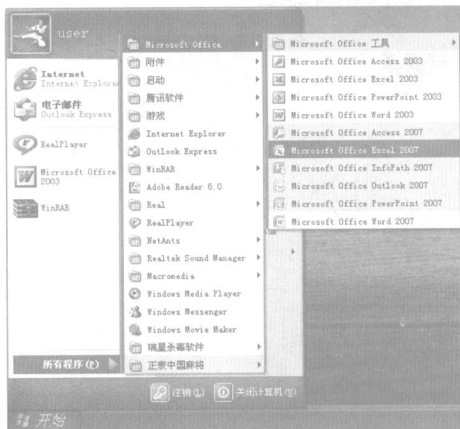 user
Internet
Internet Explorer
电子邮件
Outlook Express
RealPlayer
Microsoft Office
2003
WinRAR
所有程序(P)
Microsoft Office
附件
启动
腾讯软件
游戏
Internet Explorer
Outlook Express
WinRAR
Adobe Reader 6.0
Real
RealPlayer
NetAnts
Realtek Sound Manager
Macromedia
Windows Media Player
Windows Messenger
Windows Movie Maker
瑞星杀毒软件
正宗中国麻将
Microsoft Office 工具
Microsoft Office Access 2003
Microsoft Office Excel 2003
Microsoft Office PowerPoint 2003
Microsoft Office Word 2003
Microsoft Office Access 2007
Microsoft Office Excel 2007
Microsoft Office InfoPath 2007
Microsoft Office Outlook 2007
Microsoft Office PowerPoint 2007
Microsoft Office Word 2007
注销(L)
关闭计算机(U)
开始